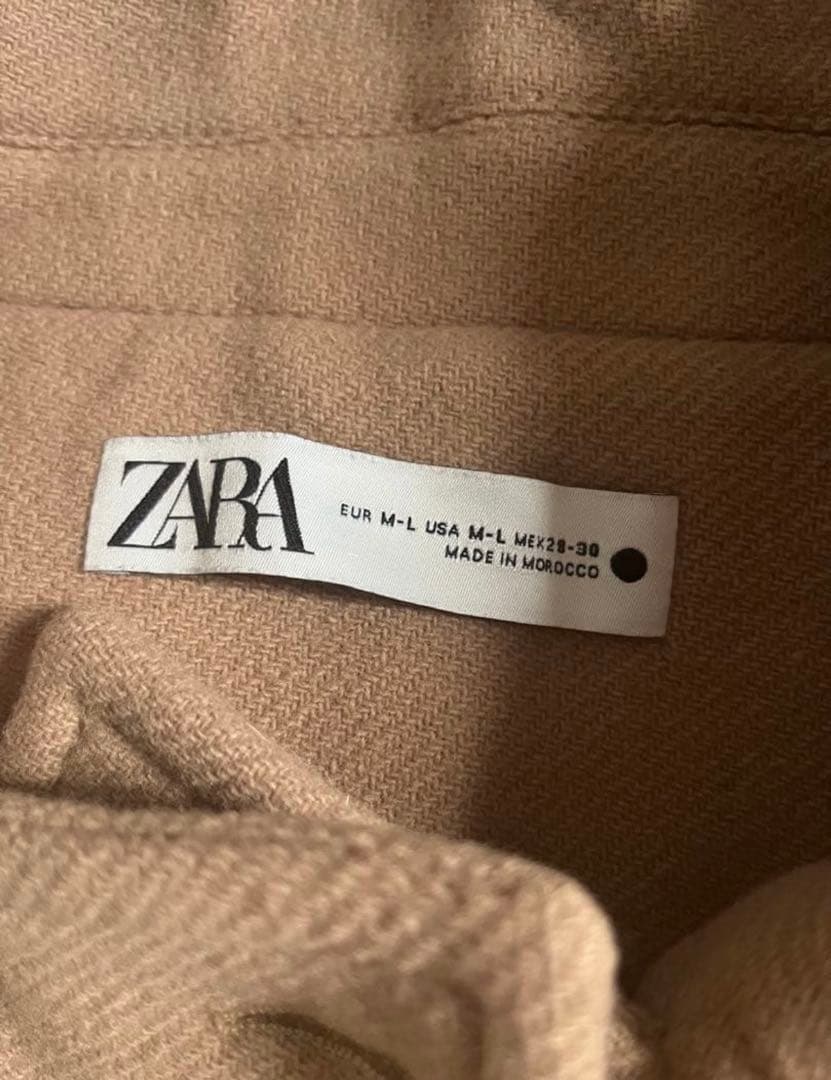 ZARA
EUR M-L USA M-L MEX28-30
MADE IN MOROCCO